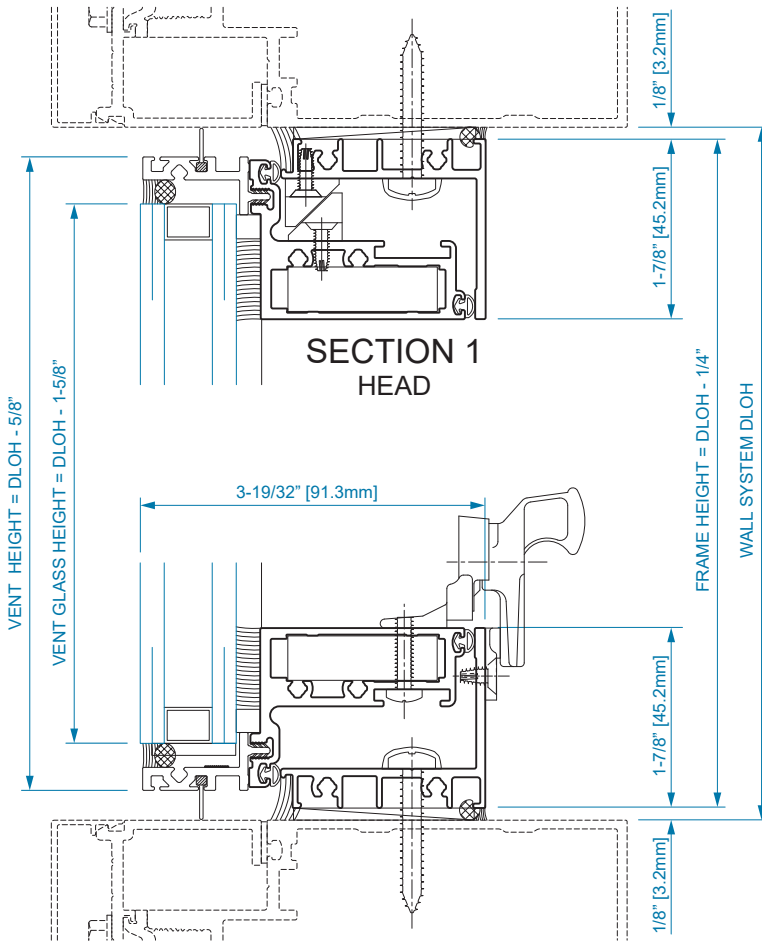 1/8” [3.2mm]
1-7/8” [45.2mm]
SECTION 1
HEAD
VENT HEIGHT = DLOH - 5/8”
VENT GLASS HEIGHT = DLOH - 1-5/8”
FRAME HEIGHT = DLOH - 1/4”
WALL SYSTEM DLOH
3-19/32” [91.3mm]
1-7/8” [45.2mm]
1/8” [3.2mm]